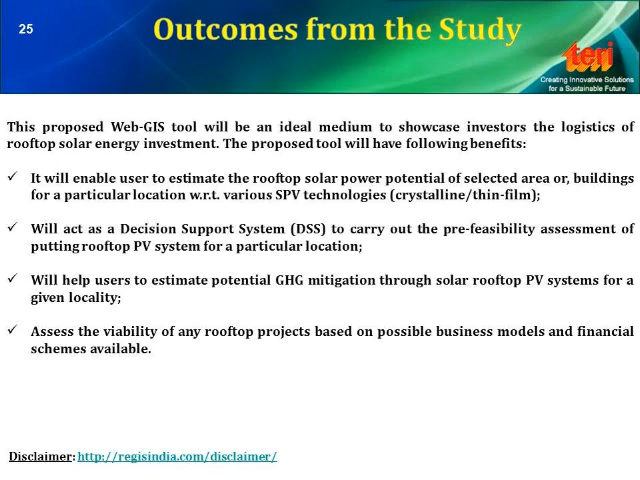 25
Outcomes from the Study
teri
Creating Innovative Solutions
for a Sustainable Future
This proposed Web-GIS tool will be an ideal medium to showcase investors the logistics of
rooftop solar energy investment. The proposed tool will have following benefits:
✓ It will enable user to estimate the rooftop solar power potential of selected area or, buildings
for a particular location w.r.t. various SPV technologies (crystalline/thin-film);
✓ Will act as a Decision Support System (DSS) to carry out the pre-feasibility assessment of
putting rooftop PV system for a particular location;
✓ Will help users to estimate potential GHG mitigation through solar rooftop PV systems for a
given locality;
✓ Assess the viability of any rooftop projects based on possible business models and financial
schemes available.
Disclaimer: http://regisindia.com/disclaimer/